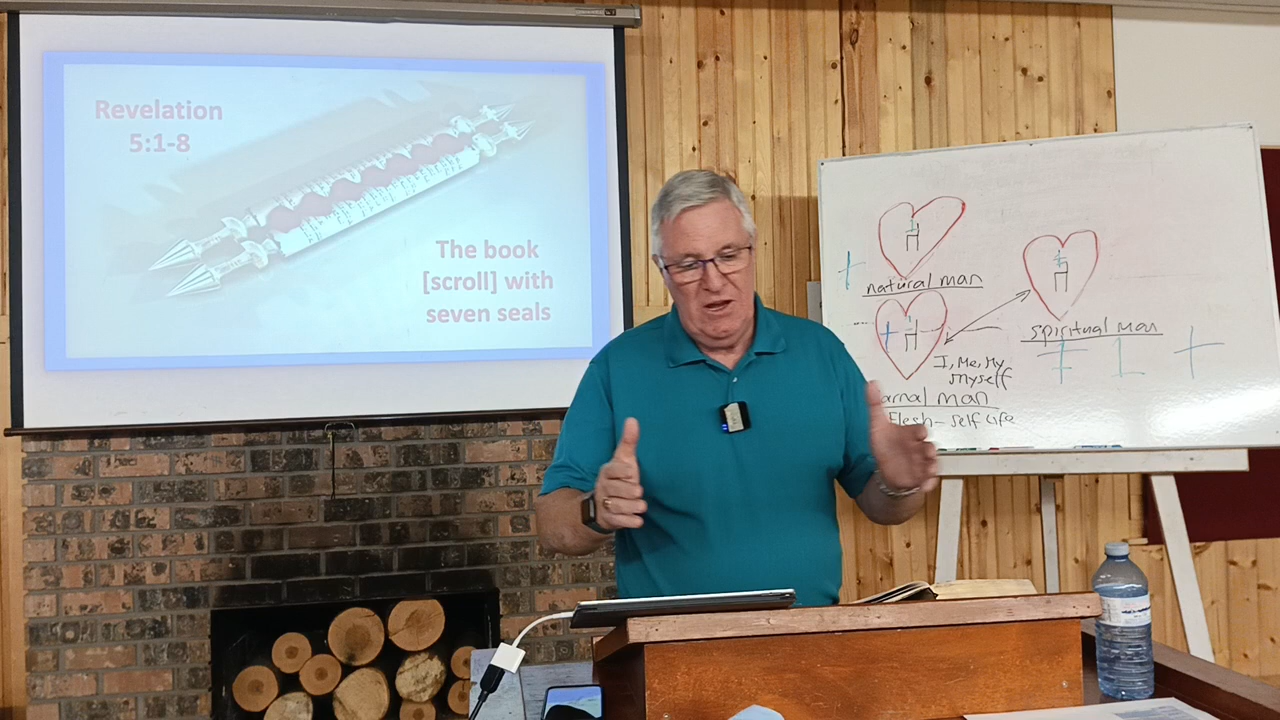 Revelation
5:1-8
The book
[scroll] with
seven seals
natural man
spiritual man
I, Me, My
Myself
arnal man
Flesh-self life